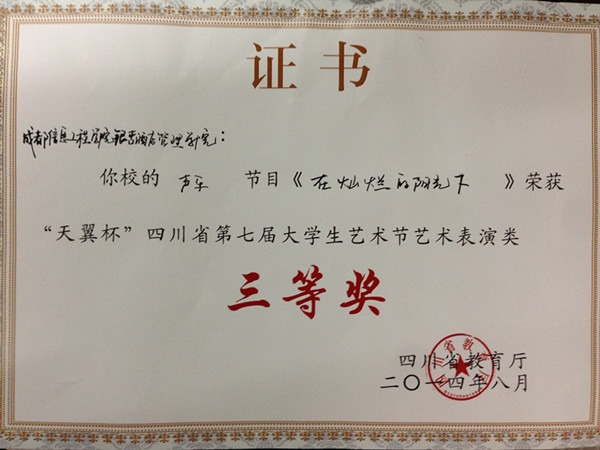 证书
成都信息工程学院银杏酒店管理学院：
你校的 声乐 节目《在灿烂的阳光下》荣获
“天翼杯”四川省第七届大学生艺术节艺术表演类
三等奖
四川省教育厅
二〇一四年八月